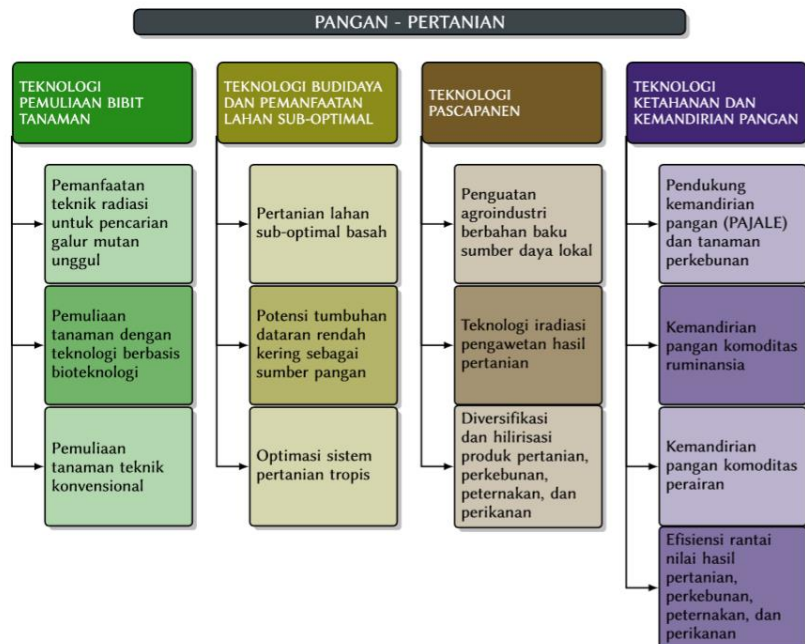 PANGAN - PERTANIAN
TEKNOLOGI
PEMULIAAN BIBIT
TANAMAN
Pemanfaatan
teknik radiasi
untuk pencarian
galur mutan
unggul
Pemuliaan
tanaman dengan
teknologi berbasis
bioteknologi
Pemuliaan
tanaman teknik
konvensional
TEKNOLOGI BUDIDAYA
DAN PEMANFAATAN
LAHAN SUB-OPTIMAL
Pertanian lahan
sub-optimal basah
Potensi tumbuhan
dataran rendah
kering sebagai
sumber pangan
Optimasi sistem
pertanian tropis
TEKNOLOGI
PASCAPANEN
Penguatan
agroindustri
berbahan baku
sumber daya lokal
Teknologi iradiasi
pengawetan hasil
pertanian
Diversifikasi
dan hilirisasi
produk pertanian,
perkebunan,
peternakan, dan
perikanan
TEKNOLOGI
KETAHANAN DAN
KEMANDIRIAN PANGAN
Pendukung
kemandirian
pangan (PAJALE)
dan tanaman
perkebunan
Kemandirian
pangan komoditas
ruminansia
Kemandirian
pangan komoditas
perairan
Efisiensi rantai
nilai hasil
pertanian,
perkebunan,
peternakan, dan
perikanan